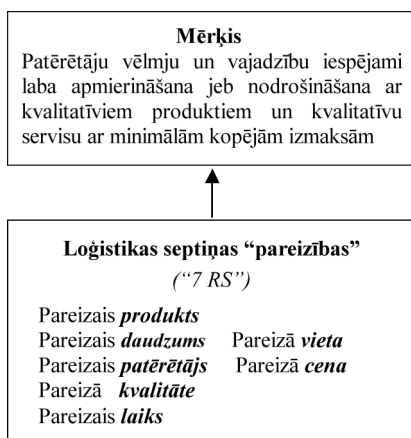 Mērķis
Patērētāju vēlmju un vajadzību iespējami
laba apmierināšana jeb nodrošināšana ar
kvalitatīviem produktiem un kvalitatīvu
servisu ar minimālām kopējām izmaksām
Loģistikas septiņas “pareizības”
(“7 RS”)
Pareizais produkts
Pareizais daudzums Pareizā vieta
Pareizais patērētājs Pareizā cena
Pareizā kvalitāte
Pareizais laiks